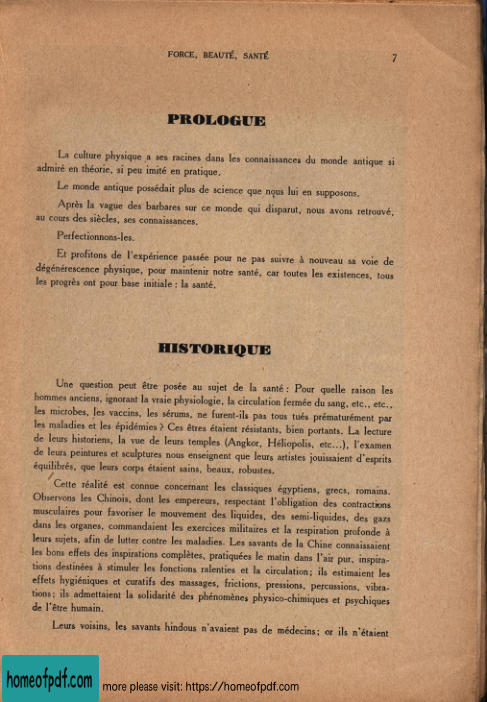 FORCE, BEAUTÉ, SANTÉ 7
PROLOGUE
La culture physique a ses racines dans les connaissances du monde antique si
admiré en théorie, si peu imité en pratique.
Le monde antique possédait plus de science que nous lui en supposons.
Après la vague des barbares sur ce monde qui disparut, nous avons retrouvé,
au cours des siècles, ses connaissances.
Perfectionnons-les.
Et profitons de l'expérience passée pour ne pas suivre à nouveau sa voie de
dégénérescence physique, pour maintenir notre santé, car toutes les existences, tous
les progrès ont pour base initiale : la santé.
HISTORIQUE
Une question peut être posée au sujet de la santé : Pour quelle raison les
hommes anciens, ignorant la vraie physiologie, la circulation fermée du sang, etc., etc.,
les microbes, les vaccins, les sérums, ne furent-ils pas tous tués prématurément par
les maladies et les épidémies ? Ces êtres étaient résistants, bien portants. La lecture
de leurs historiens, la vue de leurs temples (Angkor, Héliopolis, etc...), l'examen
de leurs peintures et sculptures nous enseignent que leurs artistes jouissaient d'esprits
équilibrés, que leurs corps étaient sains, beaux, robustes.
Cette réalité est connue concernant les classiques égyptiens, grecs, romains.
Observons les Chinois, dont les empereurs, respectant l'obligation des contractions
musculaires pour favoriser le mouvement des liquides, des semi-liquides, des gazs
dans les organes, commandaient les exercices militaires et la respiration profonde à
leurs sujets, afin de lutter contre les maladies. Les savants de la Chine connaissaient
les bons effets des inspirations complètes, pratiquées le matin dans l'air pur, inspira-
tions destinées à stimuler les fonctions ralenties et la circulation; ils estimaient les
effets hygiéniques et curatifs des massages, frictions, pressions, percussions, vibra-
tions; ils admettaient la solidarité des phénomènes physico-chimiques et psychiques
de l'être humain.
Leurs voisins, les savants hindous n'avaient pas de médecins; or ils n'étaient
homeofpdf.com more please visit: https://homeofpdf.com